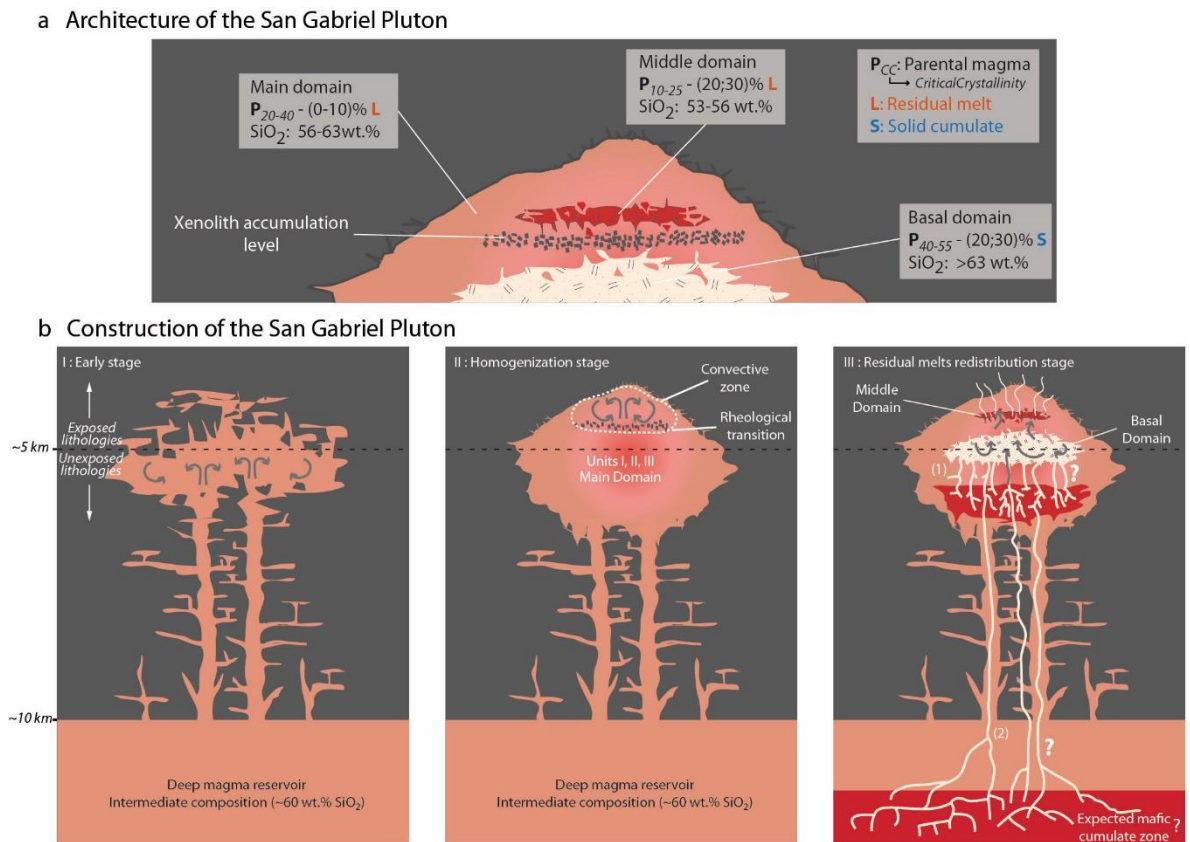 a Architecture of the San Gabriel Pluton
Main domain
P20-40 - (0-10)% L
SiO2: 56-63wt.%
Middle domain
P10-25 - (20;30)% L
SiO2: 53-56 wt.%
PCC: Parental magma
CriticalCrystallinity
L: Residual melt
S: Solid cumulate
Xenolith accumulation
level
Basal domain
P40-55 - (20;30)% S
SiO2: >63 wt.%
b Construction of the San Gabriel Pluton
I : Early stage
Exposed
lithologies
~5 km
Unexposed
lithologies
~10 km
Deep magma reservoir
Intermediate composition (~60 wt.% SiO2)
II : Homogenization stage
Convective
zone
Rheological
transition
Units I, II, III
Main Domain
Deep magma reservoir
Intermediate composition (~60 wt.% SiO2)
III : Residual melts redistribution stage
Middle
Domain
Basal
Domain
(1)
?
(2)
?
Expected mafic
cumulate zone ?